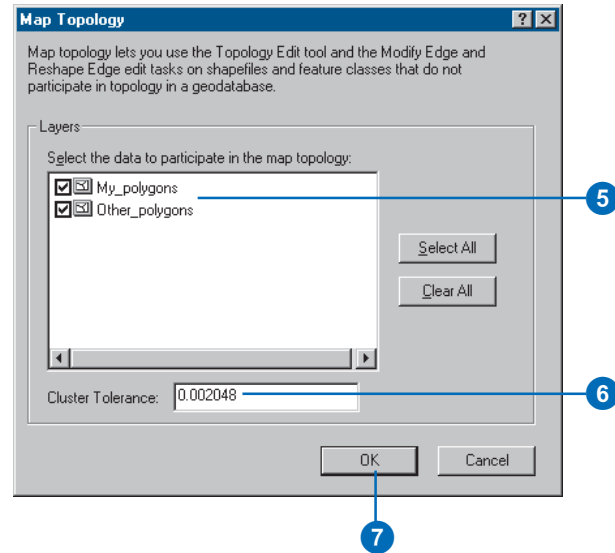 Map Topology
Map topology lets you use the Topology Edit tool and the Modify Edge and
Reshape Edge edit tasks on shapefiles and feature classes that do not
participate in topology in a geodatabase.
Layers
Select the data to participate in the map topology:
My_polygons
Other_polygons
5
Select All
Clear All
Cluster Tolerance: 0.002048
6
OK
Cancel
7